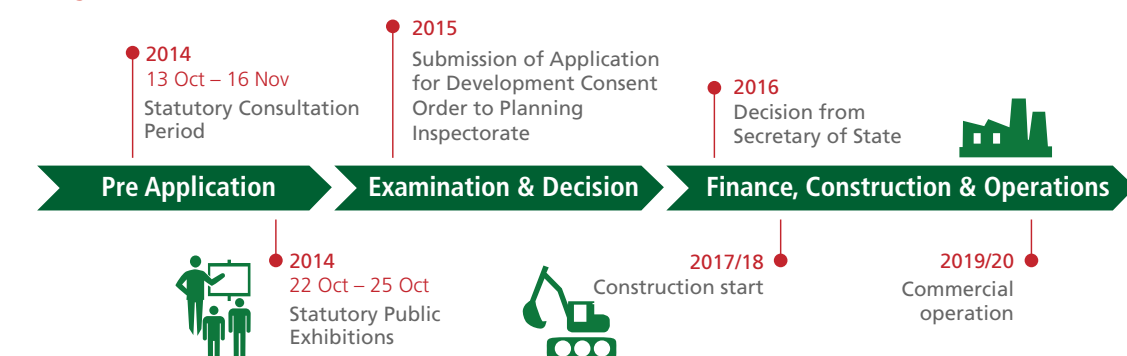 2014
13 Oct – 16 Nov
Statutory Consultation
Period
2015
Submission of Application
for Development Consent
Order to Planning
Inspectorate
2016
Decision from
Secretary of State
Pre Application
Examination & Decision
Finance, Construction & Operations
2014
22 Oct – 25 Oct
Statutory Public
Exhibitions
2017/18
Construction start
2019/20
Commercial
operation